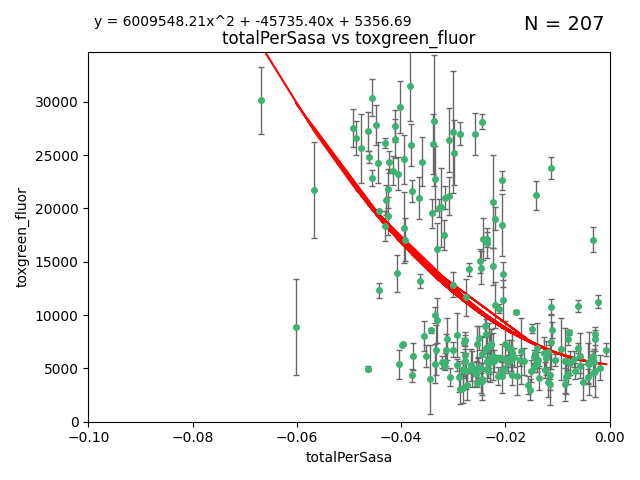 y = 6009548.21x^2 + -45735.40x + 5356.69
N = 207
totalPerSasa vs toxgreen_fluor
30000
25000
20000
15000
10000
5000
0
toxgreen_fluor
−0.10
−0.08
−0.06
−0.04
−0.02
0.00
totalPerSasa